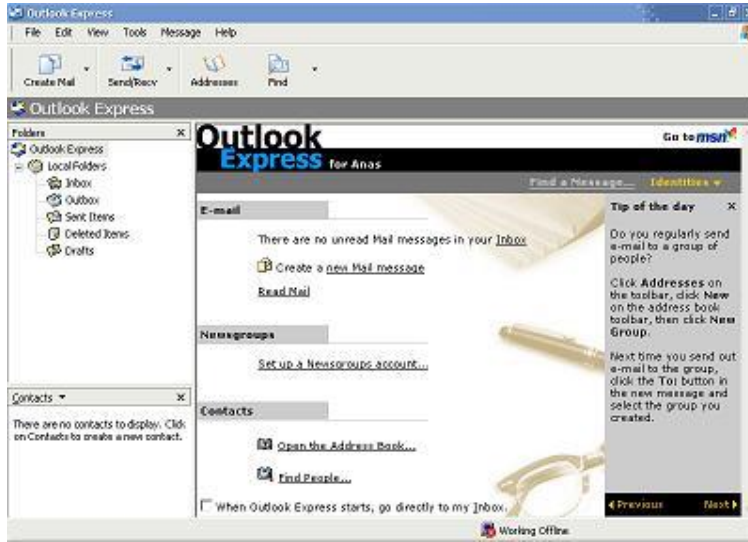 Outlook Express
File Edit View Tools Message Help
Create Mail Send/Recv Addresses Find
Outlook Express
Folders
Outlook Express
Local Folders
Inbox
Outbox
Sent Items
Deleted Items
Drafts
Contacts
There are no contacts to display. Click
on Contacts to create a new contact.
Outlook
Express for Anas
Go to msn
Find a Message... Identities
E-mail
There are no unread Mail messages in your Inbox
Create a new Mail message
Read Mail
Newsgroups
Set up a Newsgroups account...
Contacts
Open the Address Book...
Find People...
When Outlook Express starts, go directly to my Inbox.
Tip of the day
Do you regularly send
e-mail to a group of
people?
Click Addresses on
the toolbar, click New
on the address book
toolbar, then click New
Group.
Next time you send out
e-mail to the group,
click the To: button in
the new message and
select the group you
created.
Previous Next
Working Offline